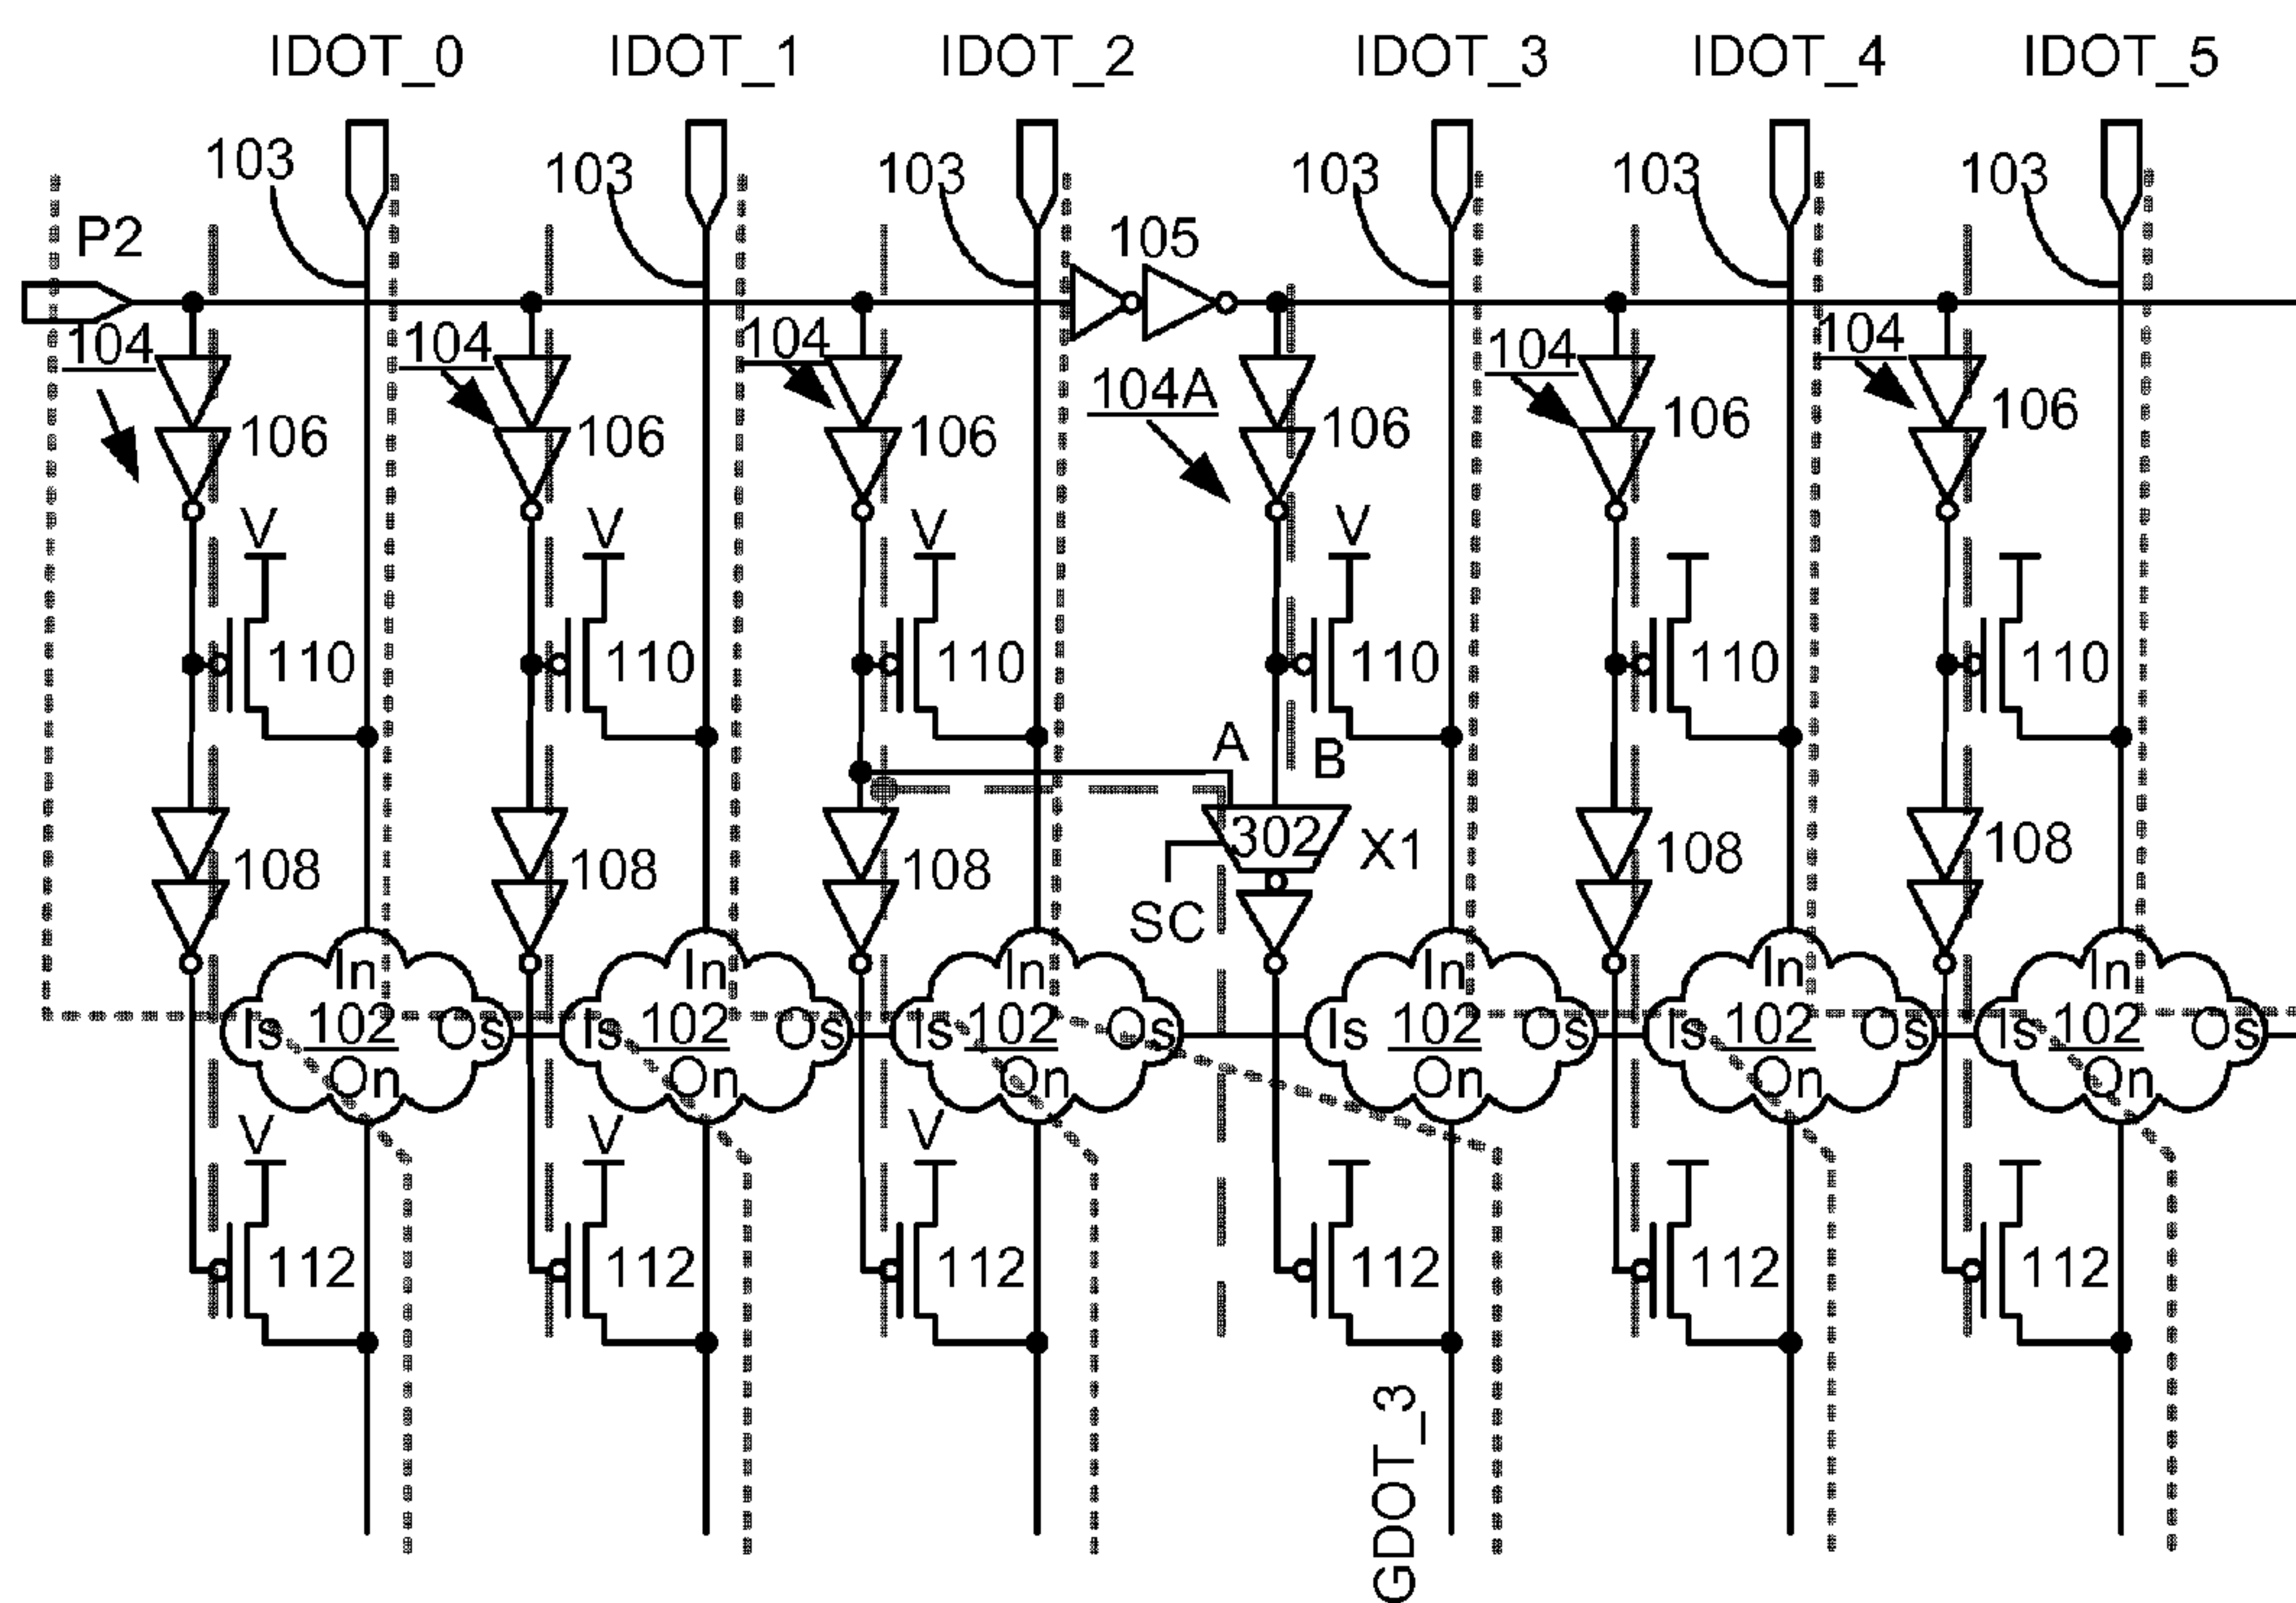 IDOT_0 IDOT_1 IDOT_2 IDOT_3 IDOT_4 IDOT_5
103 103 103 103 103 103
P2 105
104 104 104 104A 104 104
106 106 106 106 106 106
V V V V
110 110 110 110 110 110
A B
302 X1
108 108 108 108 108
SC
In In In In In In
Is 102 Os Is 102 Os Is 102 Os Is 102 Os Is 102 Os Is 102 Os
On On On On On On
V V V
112 112 112 112 112 112
GDOT_3